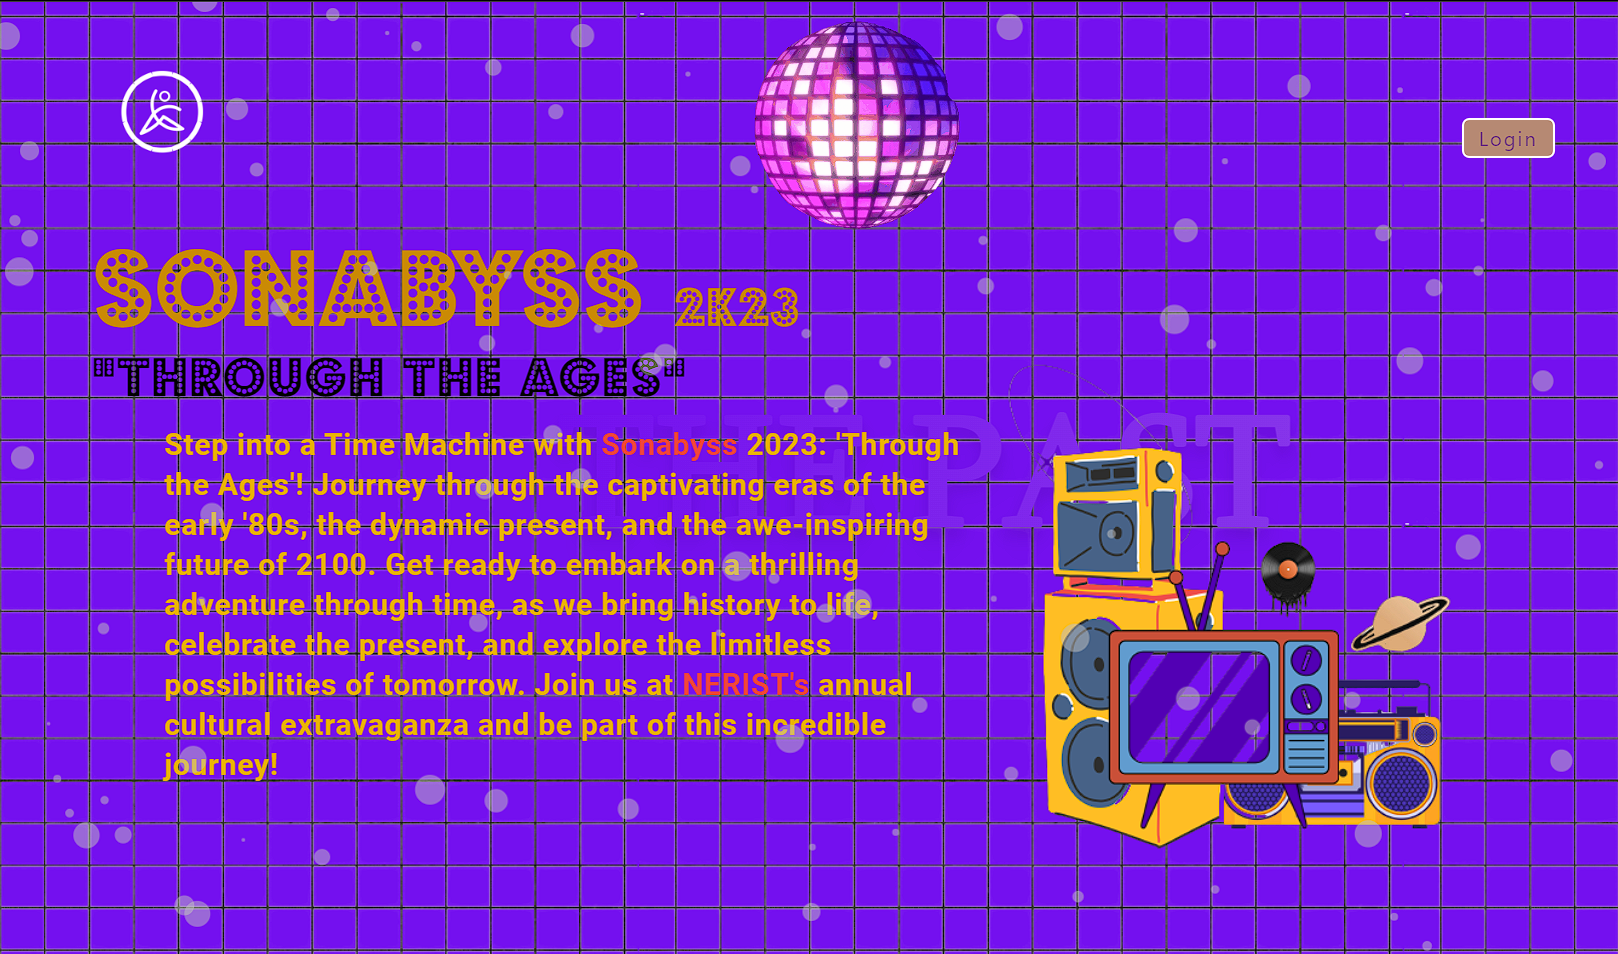 Login
SONABYSS 2K23
"THROUGH THE AGES"
THE PAST
Step into a Time Machine with Sonabyss 2023: 'Through
the Ages'! Journey through the captivating eras of the
early '80s, the dynamic present, and the awe-inspiring
future of 2100. Get ready to embark on a thrilling
adventure through time, as we bring history to life,
celebrate the present, and explore the limitless
possibilities of tomorrow. Join us at NERIST's annual
cultural extravaganza and be part of this incredible
journey!